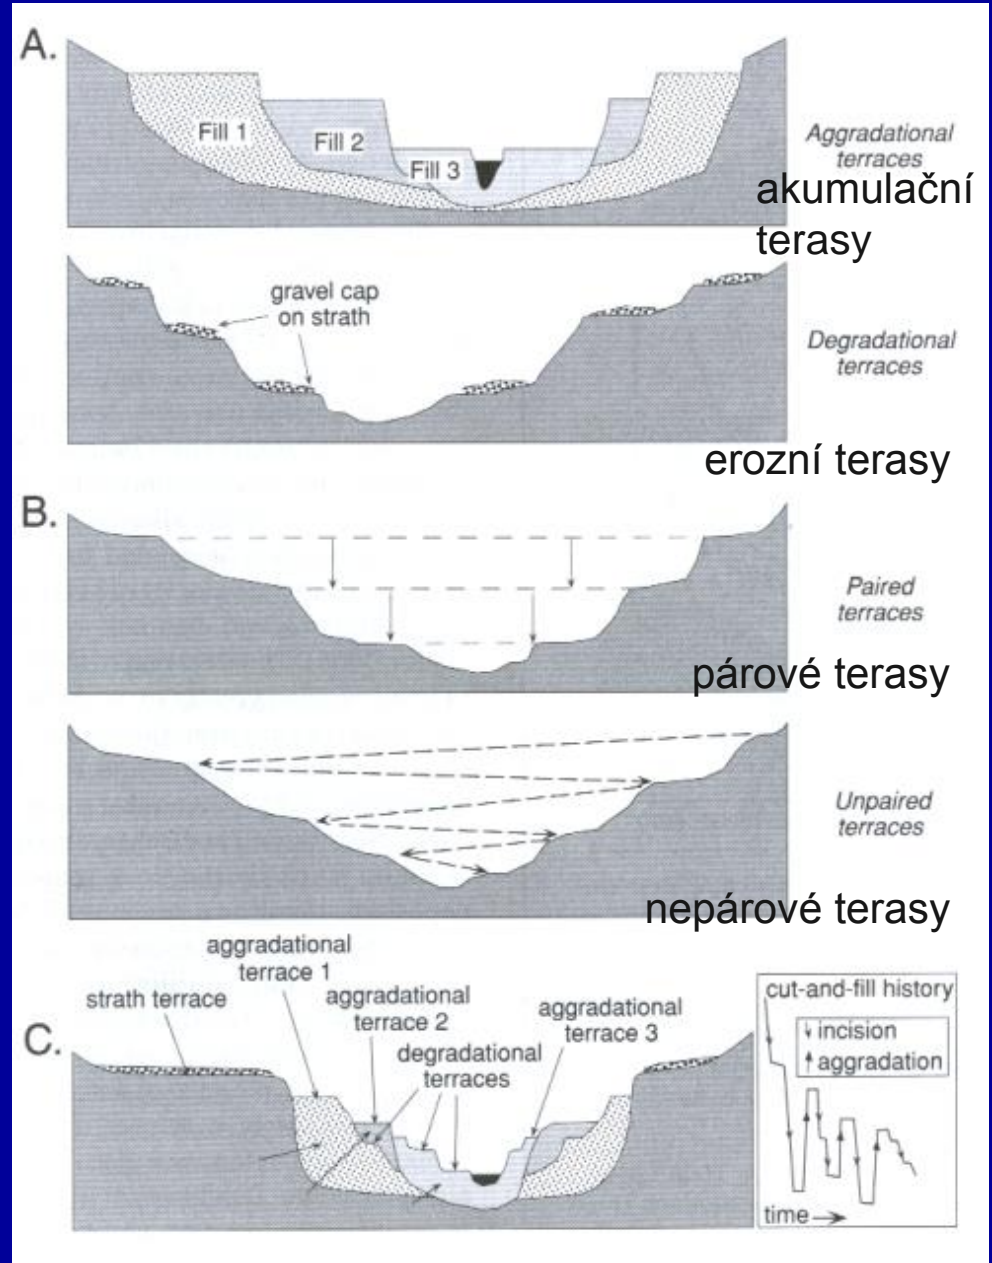 A.
Fill 1
Fill 2
Fill 3
Aggradational
terraces
akumulační
terasy
gravel cap
on strath
Degradational
terraces
erozní terasy
B.
Paired
terraces
párové terasy
Unpaired
terraces
nepárové terasy
C.
aggradational
terrace 1
strath terrace
aggradational
terrace 2
degradational
terraces
aggradational
terrace 3
cut-and-fill history
incision
aggradation
time